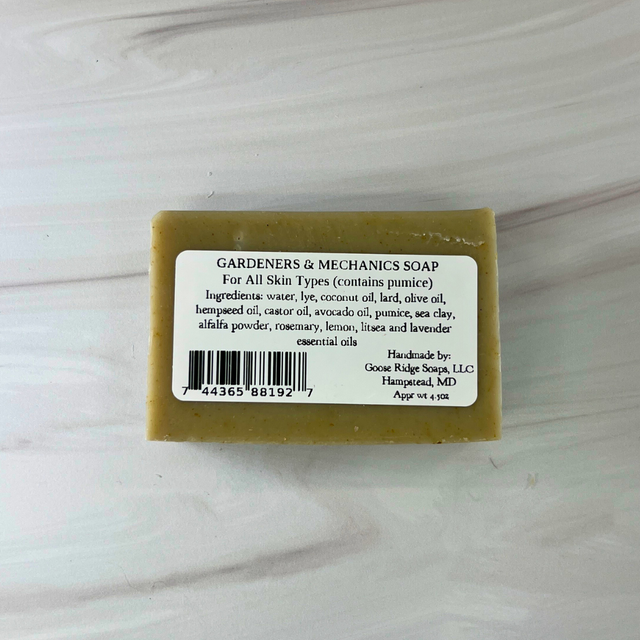 GARDENERS & MECHANICS SOAP
For All Skin Types (contains pumice)
Ingredients: water, lye, coconut oil, lard, olive oil,
hempseed oil, castor oil, avocado oil, pumice, sea clay,
alfalfa powder, rosemary, lemon, litsea and lavender
essential oils
Handmade by:
Goose Ridge Soaps, LLC
Hampstead, MD
Appr wt 4.5oz
7 44365 88192 7